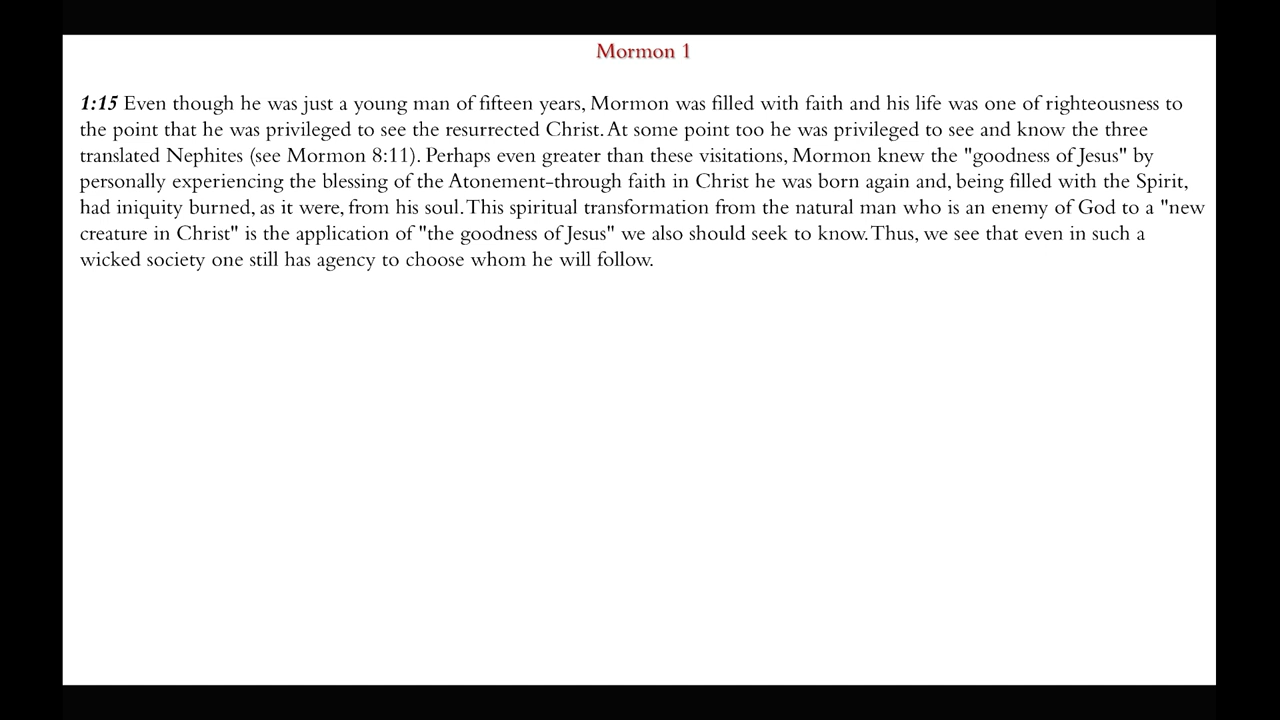 Mormon 1
1:15 Even though he was just a young man of fifteen years, Mormon was filled with faith and his life was one of righteousness to
the point that he was privileged to see the resurrected Christ. At some point too he was privileged to see and know the three
translated Nephites (see Mormon 8:11). Perhaps even greater than these visitations, Mormon knew the "goodness of Jesus" by
personally experiencing the blessing of the Atonement-through faith in Christ he was born again and, being filled with the Spirit,
had iniquity burned, as it were, from his soul. This spiritual transformation from the natural man who is an enemy of God to a "new
creature in Christ" is the application of "the goodness of Jesus" we also should seek to know. Thus, we see that even in such a
wicked society one still has agency to choose whom he will follow.